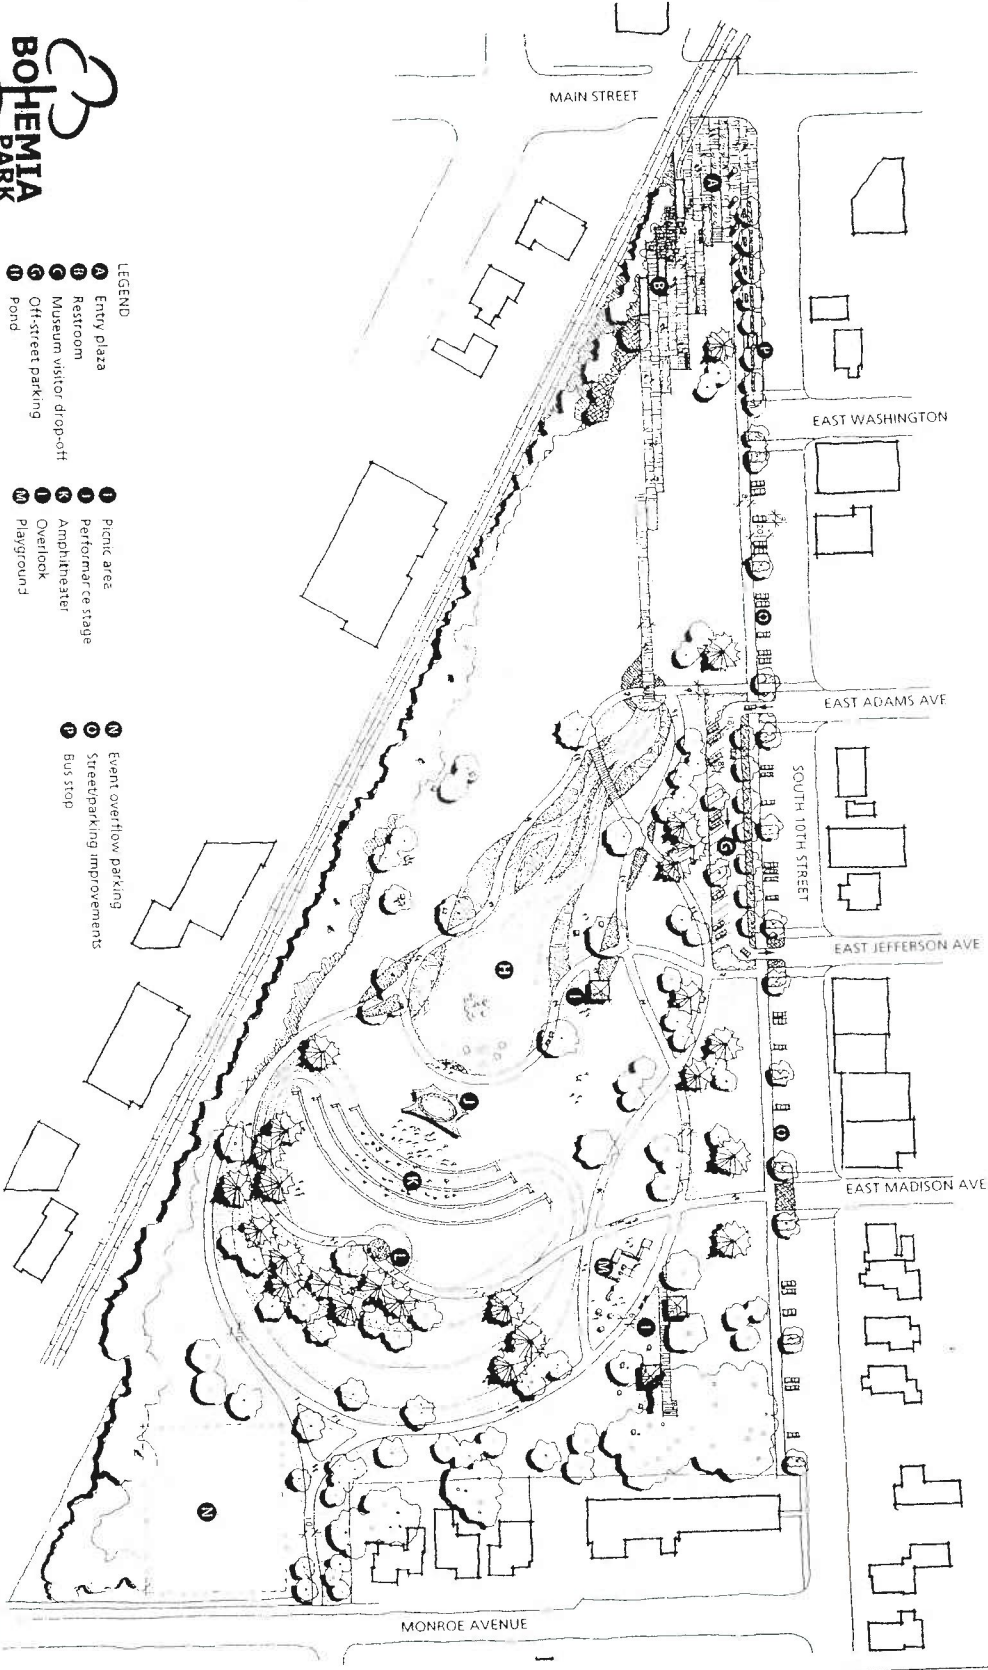 MAIN STREET
EAST WASHINGTON
EAST ADAMS AVE
SOUTH 10TH STREET
EAST JEFFERSON AVE
EAST MADISON AVE
MONROE AVENUE
A
B
P
O
G
H
I
J
K
L
O
M
I
N
BOHEMIA
PARK
LEGEND
A Entry plaza
B Restroom
C Museum visitor drop-off
G Off-street parking
H Pond
I Picnic area
J Performance stage
K Amphitheater
L Overlook
M Playground
N Event overflow parking
O Street/parking improvements
P Bus stop